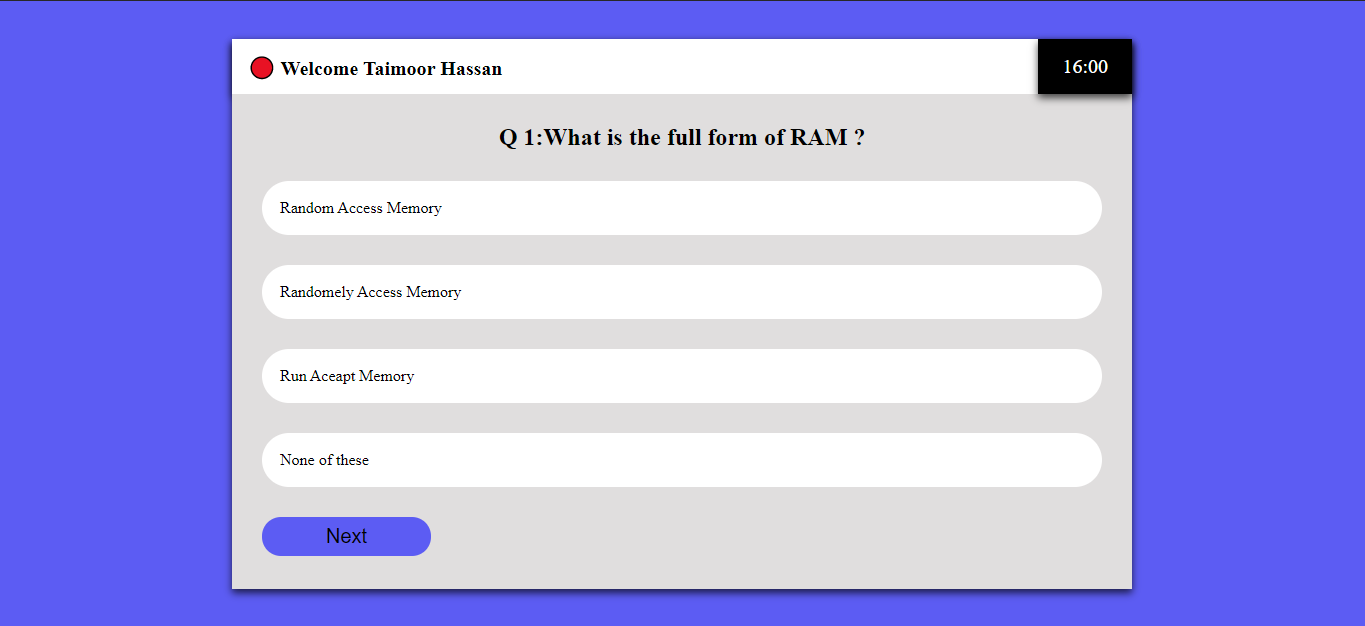 Welcome Taimoor Hassan
16:00
Q 1:What is the full form of RAM ?
Random Access Memory
Randomely Access Memory
Run Aceapt Memory
None of these
Next